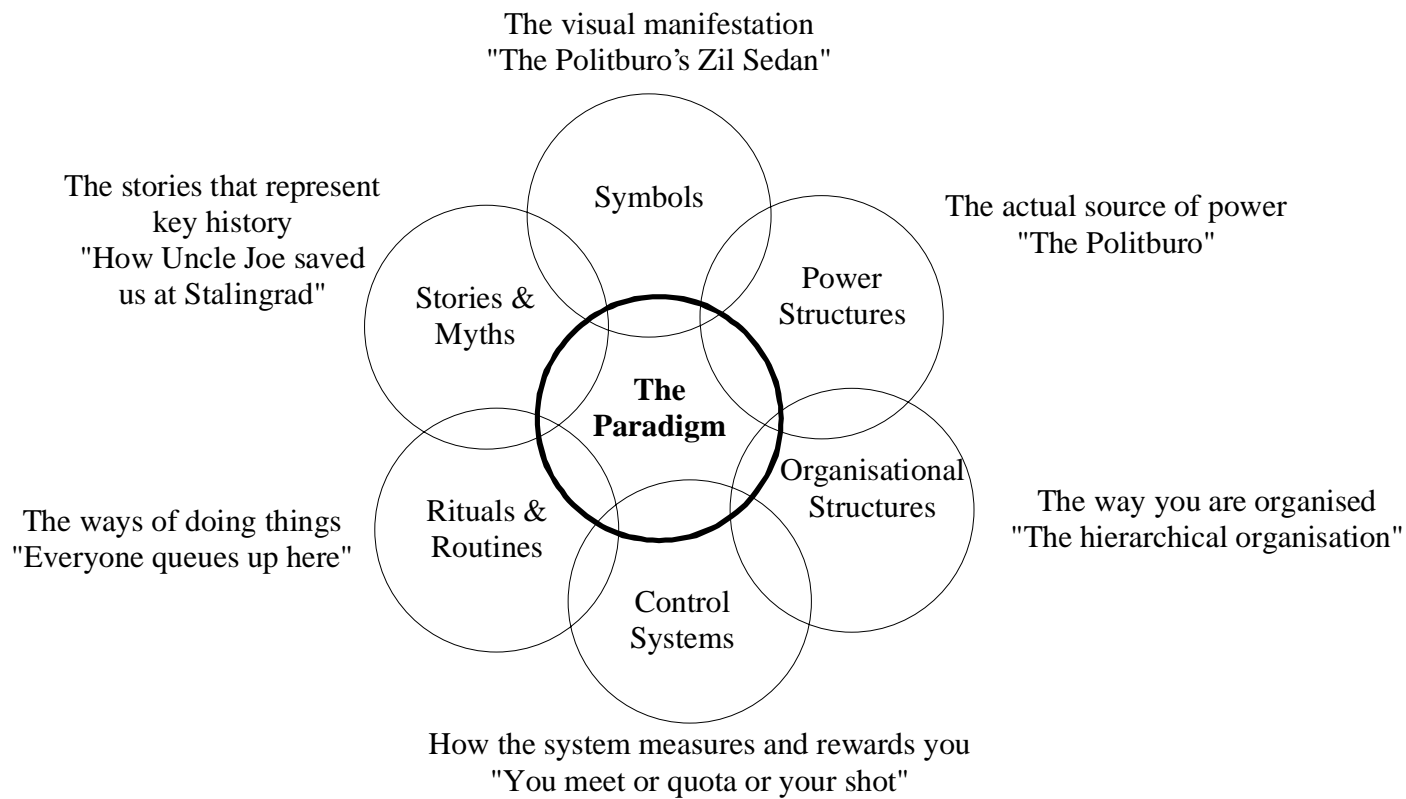 The visual manifestation
"The Politburo’s Zil Sedan"
Symbols
The stories that represent
key history
"How Uncle Joe saved
us at Stalingrad"
Stories &
Myths
The actual source of power
"The Politburo"
Power
Structures
The
Paradigm
Organisational
Structures
The way you are organised
"The hierarchical organisation"
The ways of doing things
"Everyone queues up here"
Rituals &
Routines
Control
Systems
How the system measures and rewards you
"You meet or quota or your shot"